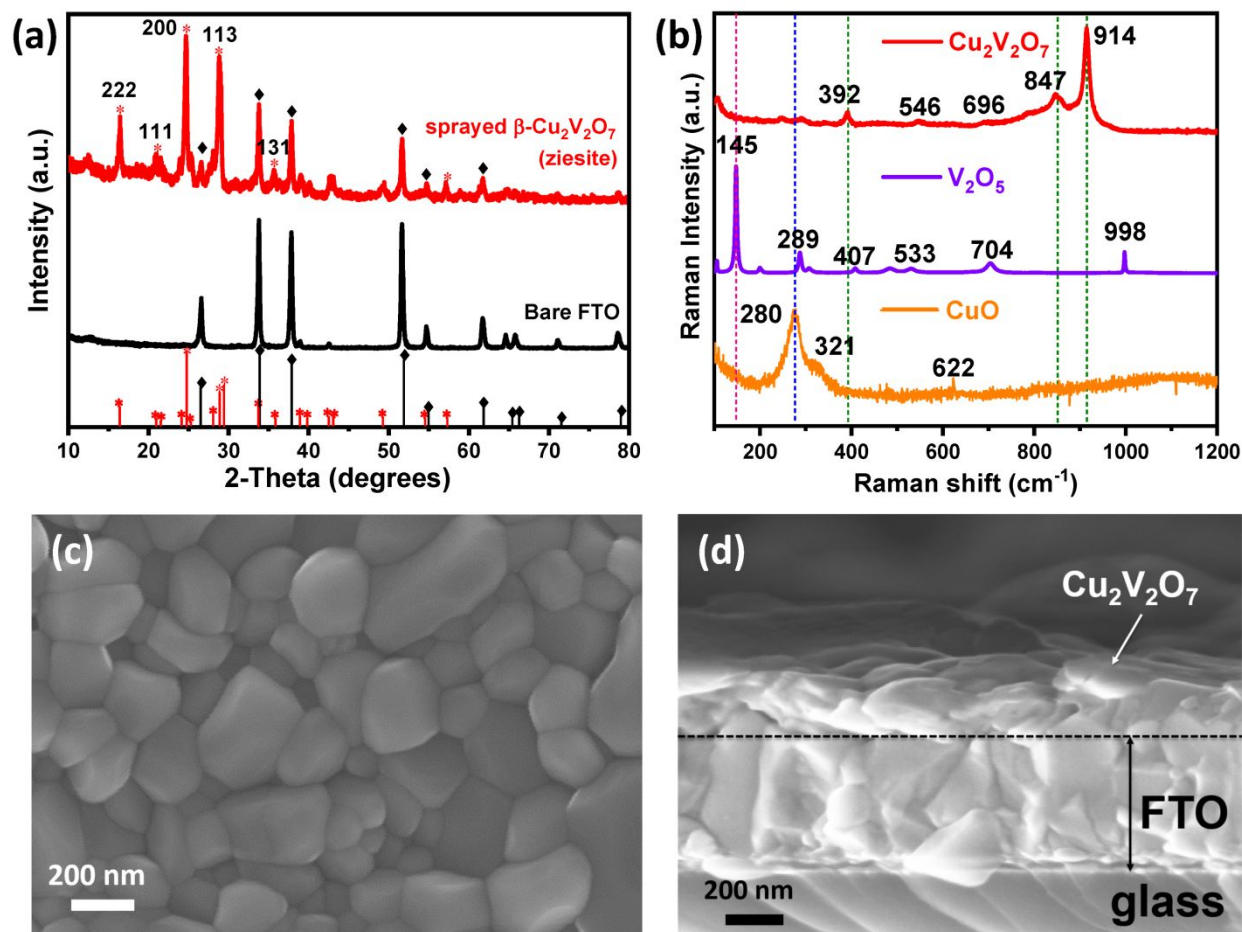 (a)
200
113
222
111
131
sprayed β-Cu₂V₂O₇
(ziesite)
Bare FTO
Intensity (a.u.)
10 20 30 40 50 60 70 80
2-Theta (degrees)
(b)
Cu₂V₂O₇
914
847
392
546
696
145
V₂O₅
289
407
533
704
998
CuO
280
321
622
Raman Intensity (a.u.)
200 400 600 800 1000 1200
Raman shift (cm⁻¹)
(c)
200 nm
(d)
Cu₂V₂O₇
FTO
200 nm
glass